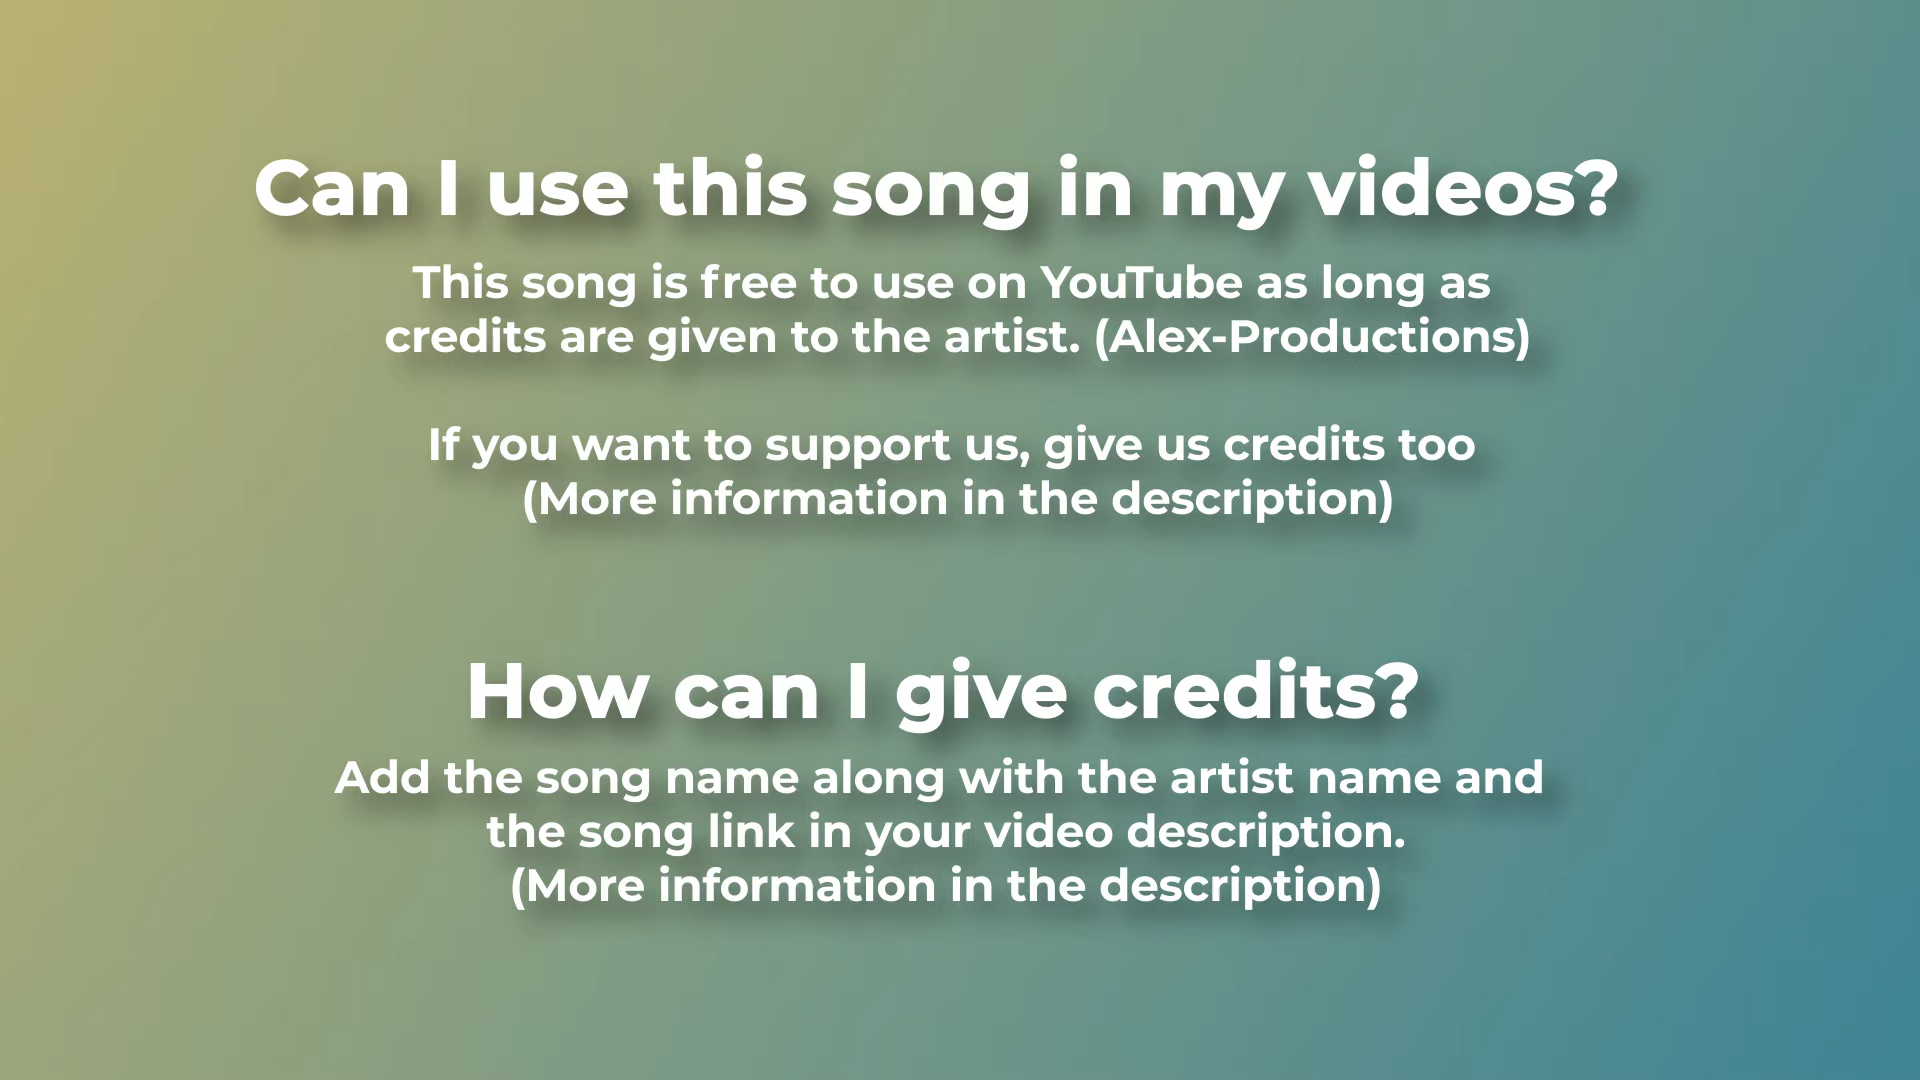 Can I use this song in my videos?
This song is free to use on YouTube as long as
credits are given to the artist. (Alex-Productions)
If you want to support us, give us credits too
(More information in the description)
How can I give credits?
Add the song name along with the artist name and
the song link in your video description.
(More information in the description)